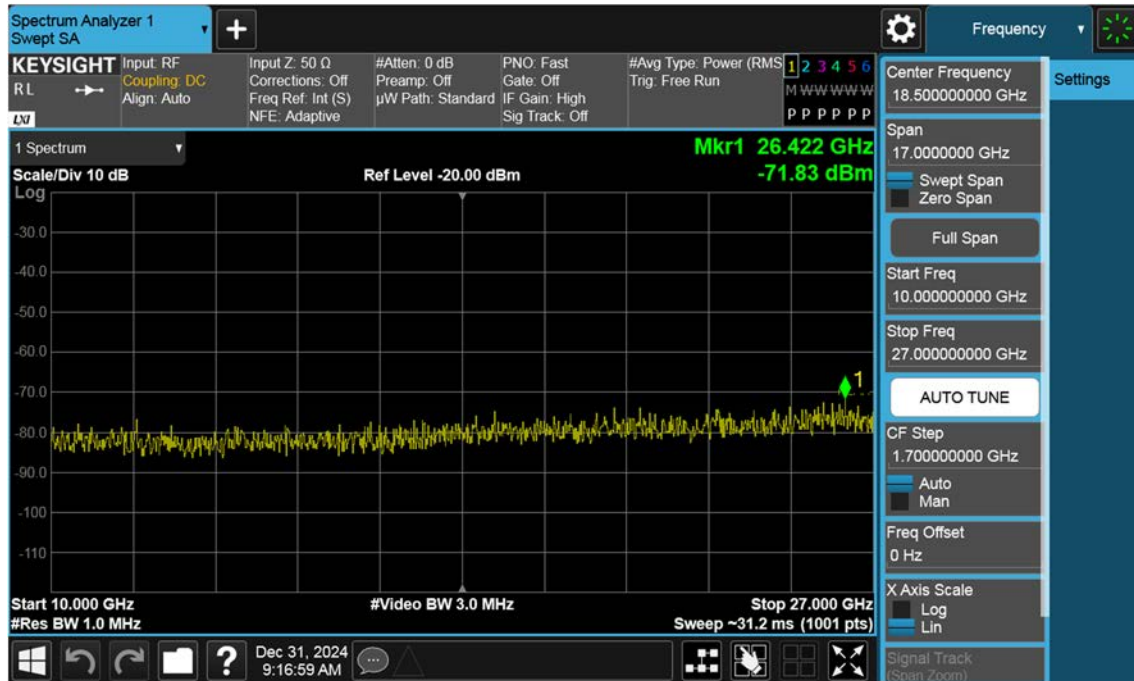 Spectrum Analyzer 1
Swept SA
Frequency
KEYSIGHT
RL
LXI
Input: RF
Coupling: DC
Align: Auto
Input Z: 50 Ω
Corrections: Off
Freq Ref: Int (S)
NFE: Adaptive
#Atten: 0 dB
Preamp: Off
µW Path: Standard
PNO: Fast
Gate: Off
IF Gain: High
Sig Track: Off
#Avg Type: Power (RMS
Trig: Free Run
1 2 3 4 5 6
M W W W W W
P P P P P P
1 Spectrum
Mkr1 26.422 GHz
-71.83 dBm
Scale/Div 10 dB
Ref Level -20.00 dBm
Log
-30.0
-40.0
-50.0
-60.0
-70.0
-80.0
-90.0
-100
-110
1
Start 10.000 GHz
#Video BW 3.0 MHz
Stop 27.000 GHz
#Res BW 1.0 MHz
Sweep ~31.2 ms (1001 pts)
Center Frequency
18.500000000 GHz
Span
17.0000000 GHz
Swept Span
Zero Span
Full Span
Start Freq
10.000000000 GHz
Stop Freq
27.000000000 GHz
AUTO TUNE
CF Step
1.700000000 GHz
Auto
Man
Freq Offset
0 Hz
X Axis Scale
Log
Lin
Signal Track
(Span Zoom)
Settings
?
Dec 31, 2024
9:16:59 AM